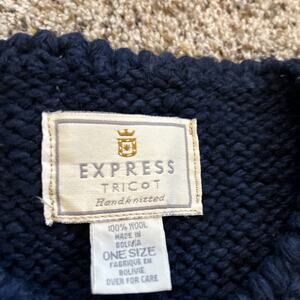 EXPRESS
TRICOT
Handknitted
100% WOOL
MADE IN
BOLIVIA
ONE SIZE
FABRIQUE EN
BOLIVIE
OVER FOR CARE